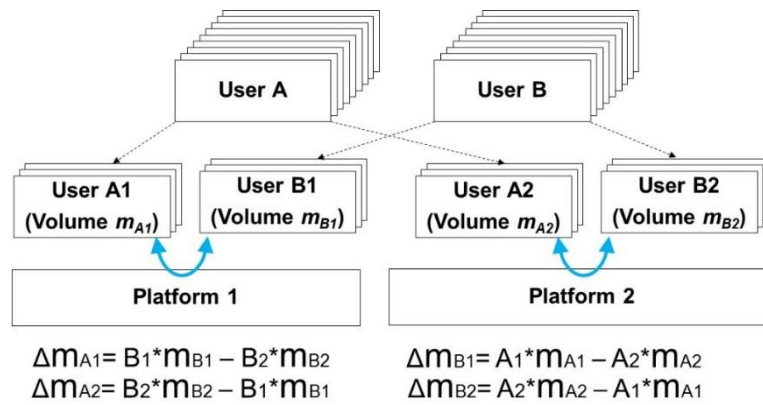 User A
User B
User A1
(Volume mA1)
User B1
(Volume mB1)
User A2
(Volume mA2)
User B2
(Volume mB2)
Platform 1
Platform 2
ΔmA1= B1*mB1 – B2*mB2
ΔmA2= B2*mB2 – B1*mB1
ΔmB1= A1*mA1 – A2*mA2
ΔmB2= A2*mA2 – A1*mA1